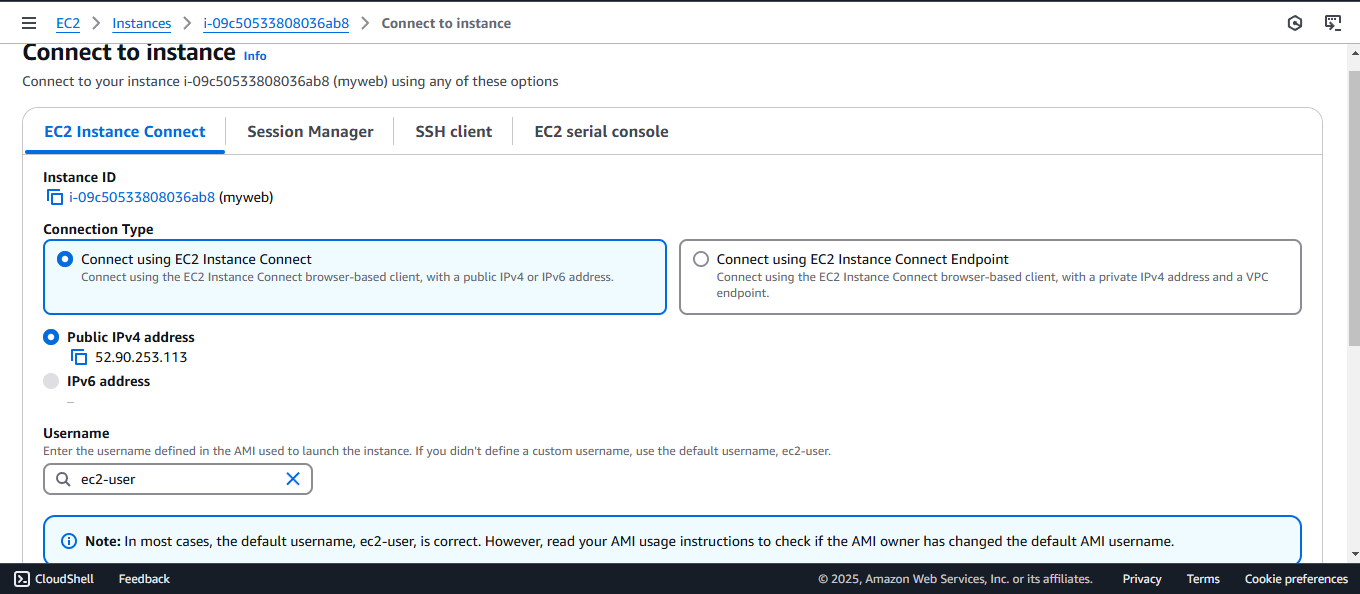 EC2 > Instances > i-09c50533808036ab8 > Connect to instance
Connect to instance Info
Connect to your instance i-09c50533808036ab8 (myweb) using any of these options
EC2 Instance Connect Session Manager SSH client EC2 serial console
Instance ID
i-09c50533808036ab8 (myweb)
Connection Type
Connect using EC2 Instance Connect
Connect using the EC2 Instance Connect browser-based client, with a public IPv4 or IPv6 address.
Connect using EC2 Instance Connect Endpoint
Connect using the EC2 Instance Connect browser-based client, with a private IPv4 address and a VPC
endpoint.
Public IPv4 address
52.90.253.113
IPv6 address
–
Username
Enter the username defined in the AMI used to launch the instance. If you didn't define a custom username, use the default username, ec2-user.
ec2-user
Note: In most cases, the default username, ec2-user, is correct. However, read your AMI usage instructions to check if the AMI owner has changed the default AMI username.
CloudShell Feedback © 2025, Amazon Web Services, Inc. or its affiliates. Privacy Terms Cookie preferences